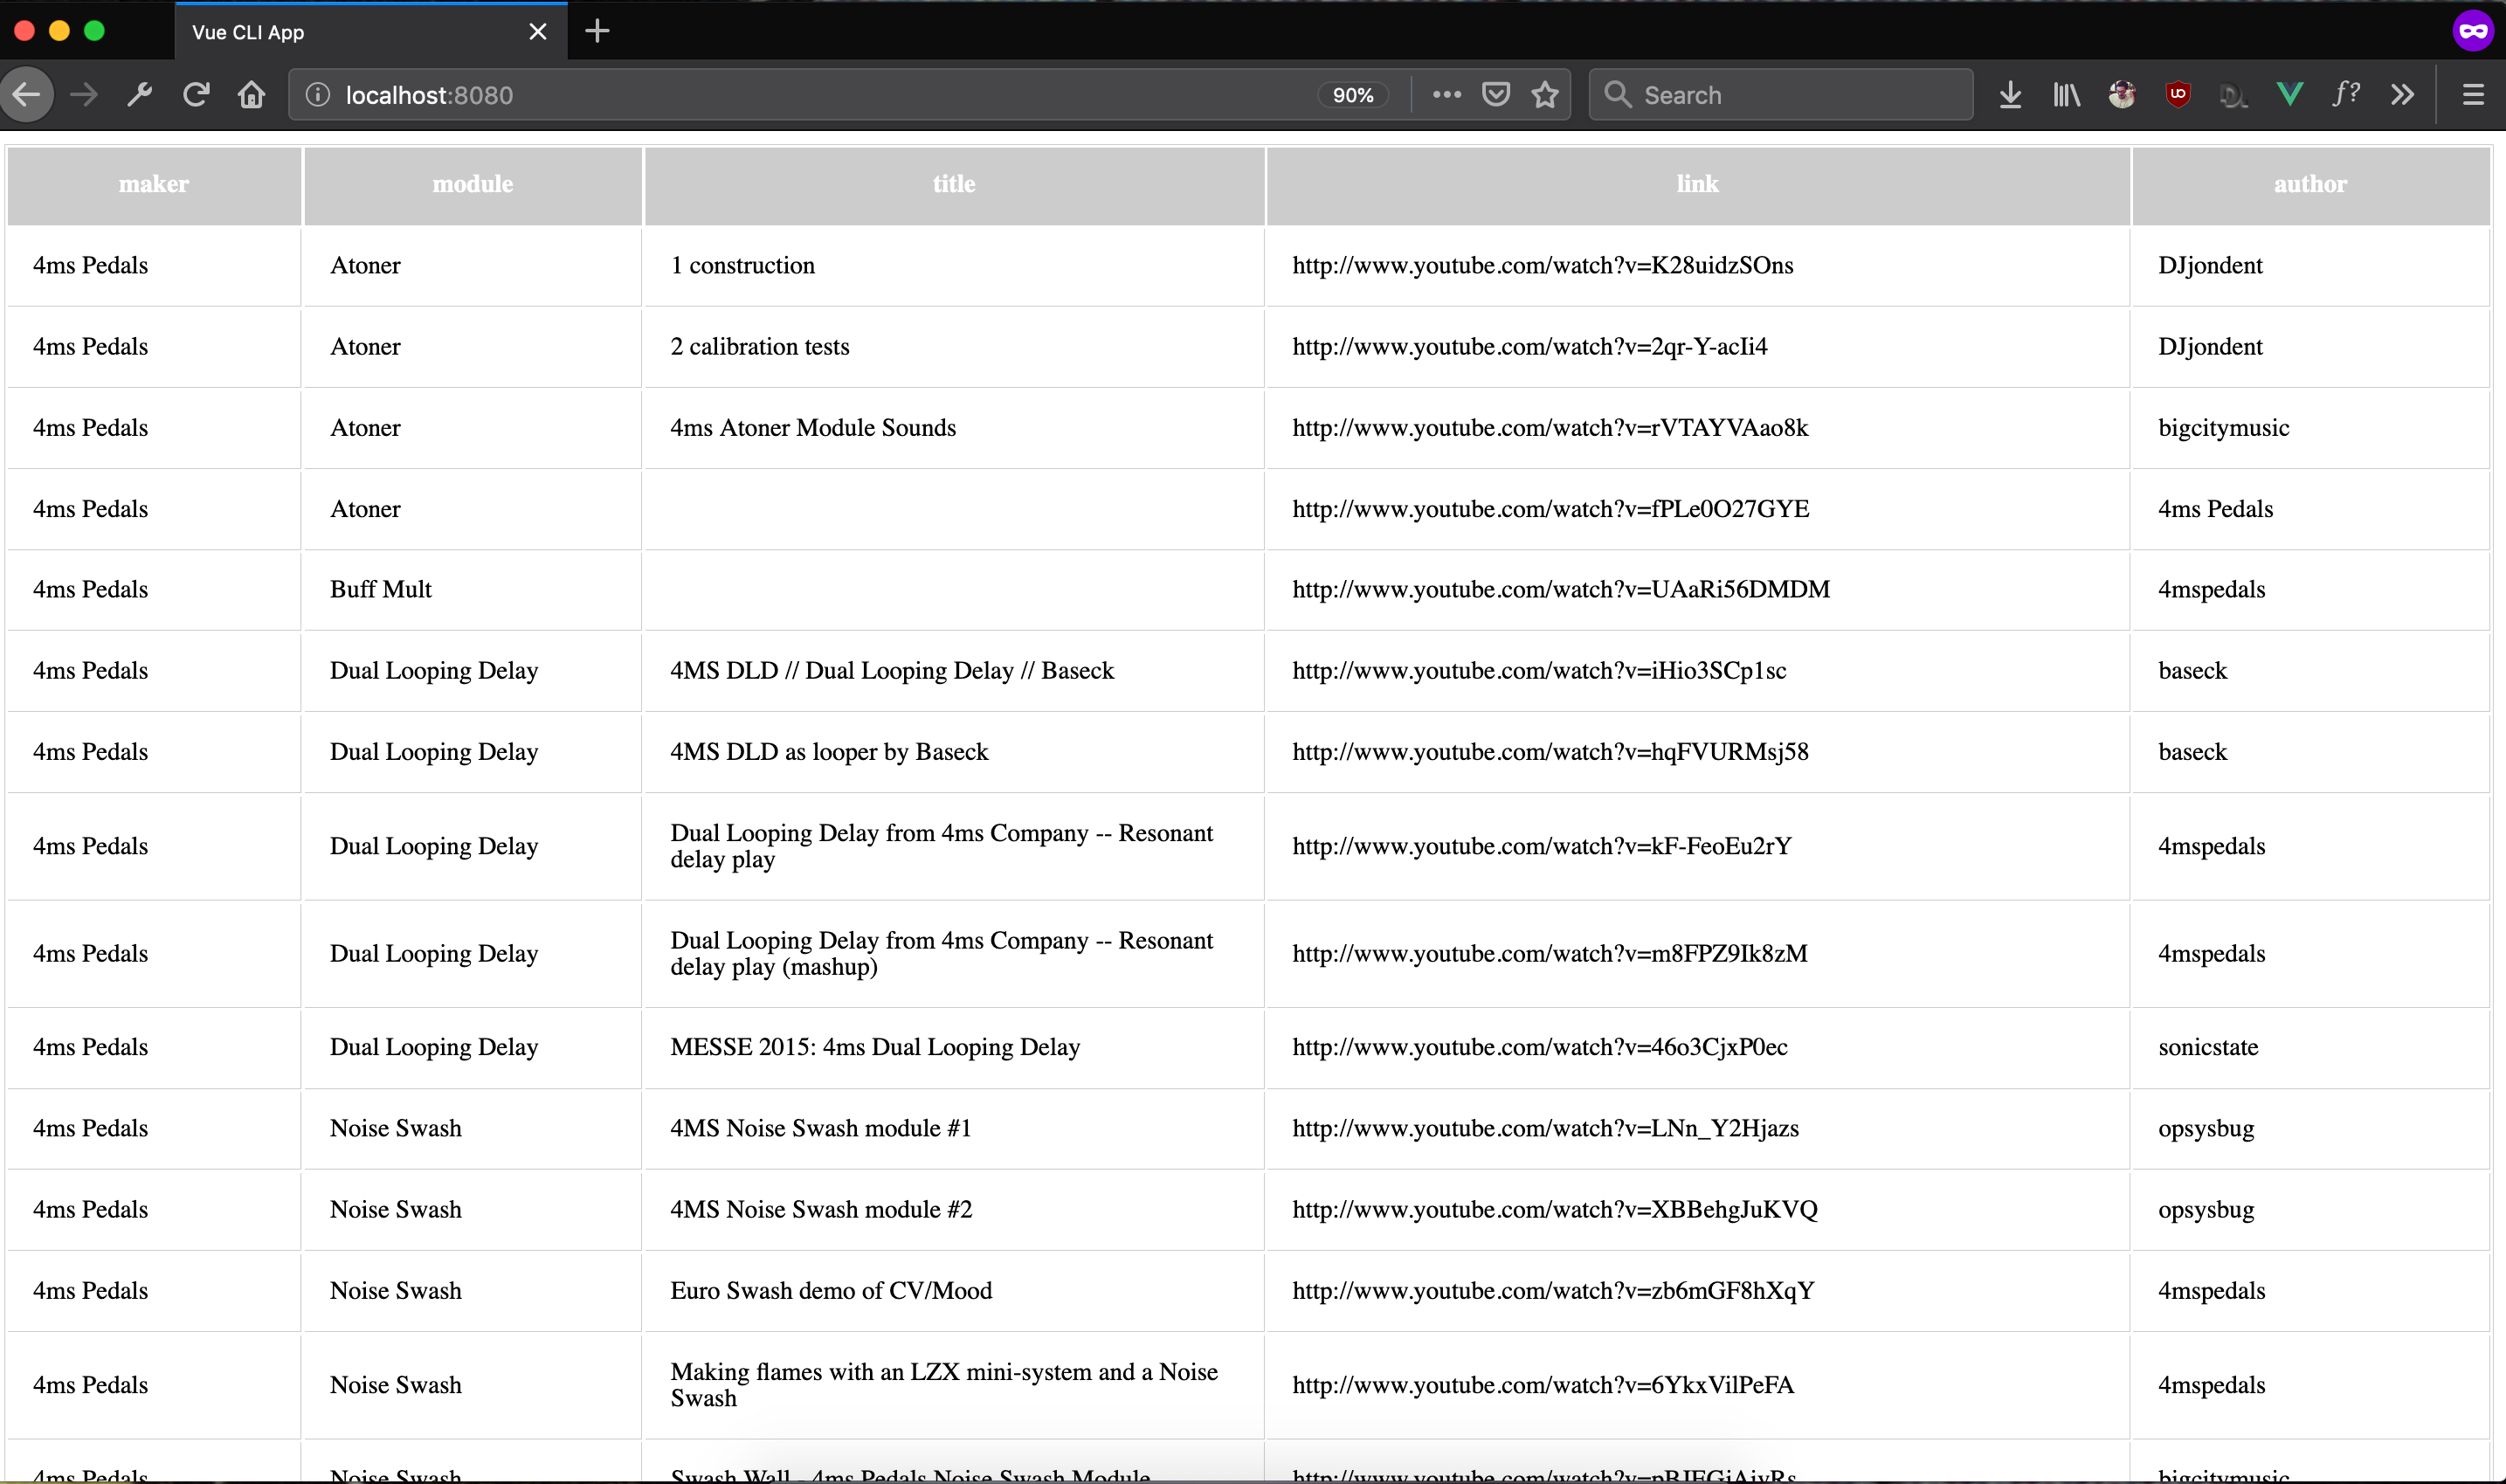 Vue CLI App
localhost:8080 90% Search
maker module title link author
4ms Pedals Atoner 1 construction http://www.youtube.com/watch?v=K28uidzSOns DJjondent
4ms Pedals Atoner 2 calibration tests http://www.youtube.com/watch?v=2qr-Y-acIi4 DJjondent
4ms Pedals Atoner 4ms Atoner Module Sounds http://www.youtube.com/watch?v=rVTAYVAao8k bigcitymusic
4ms Pedals Atoner http://www.youtube.com/watch?v=fPLe0O27GYE 4ms Pedals
4ms Pedals Buff Mult http://www.youtube.com/watch?v=UAaRi56DMDM 4mspedals
4ms Pedals Dual Looping Delay 4MS DLD // Dual Looping Delay // Baseck http://www.youtube.com/watch?v=iHio3SCp1sc baseck
4ms Pedals Dual Looping Delay 4MS DLD as looper by Baseck http://www.youtube.com/watch?v=hqFVURMsj58 baseck
4ms Pedals Dual Looping Delay Dual Looping Delay from 4ms Company -- Resonant
delay play http://www.youtube.com/watch?v=kF-FeoEu2rY 4mspedals
4ms Pedals Dual Looping Delay Dual Looping Delay from 4ms Company -- Resonant
delay play (mashup) http://www.youtube.com/watch?v=m8FPZ9Ik8zM 4mspedals
4ms Pedals Dual Looping Delay MESSE 2015: 4ms Dual Looping Delay http://www.youtube.com/watch?v=46o3CjxP0ec sonicstate
4ms Pedals Noise Swash 4MS Noise Swash module #1 http://www.youtube.com/watch?v=LNn_Y2Hjazs opsysbug
4ms Pedals Noise Swash 4MS Noise Swash module #2 http://www.youtube.com/watch?v=XBBehgJuKVQ opsysbug
4ms Pedals Noise Swash Euro Swash demo of CV/Mood http://www.youtube.com/watch?v=zb6mGF8hXqY 4mspedals
4ms Pedals Noise Swash Making flames with an LZX mini-system and a Noise
Swash http://www.youtube.com/watch?v=6YkxVilPeFA 4mspedals
4ms Pedals Noise Swash Swash Wall - 4ms Pedals Noise Swash Module bigcitymusic